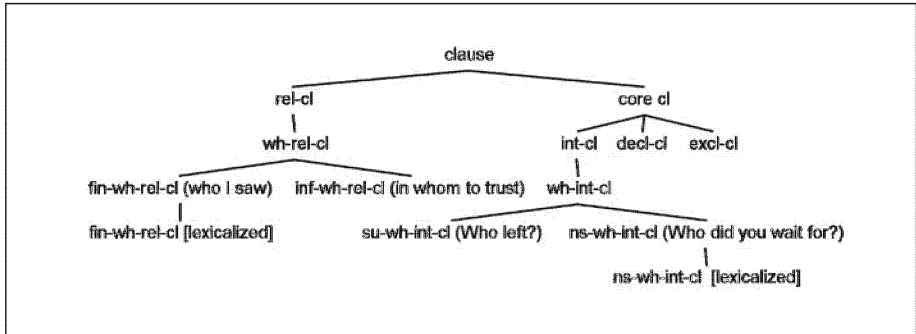 clause
rel-cl core cl
wh-rel-cl int-cl decl-cl excl-cl
fin-wh-rel-cl (who I saw) inf-wh-rel-cl (in whom to trust) wh-int-cl
fin-wh-rel-cl [lexicalized] su-wh-int-cl (Who left?) ns-wh-int-cl (Who did you wait for?)
ns-wh-int-cl [lexicalized]